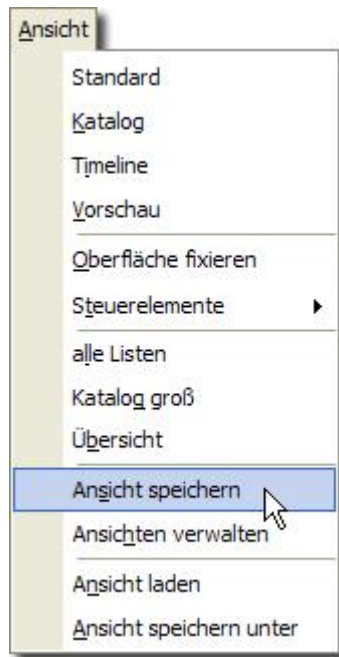 Ansicht
Standard
Katalog
Timeline
Vorschau
Oberfläche fixieren
Steuerelemente
alle Listen
Katalog groß
Übersicht
Ansicht speichern
Ansichten verwalten
Ansicht laden
Ansicht speichern unter